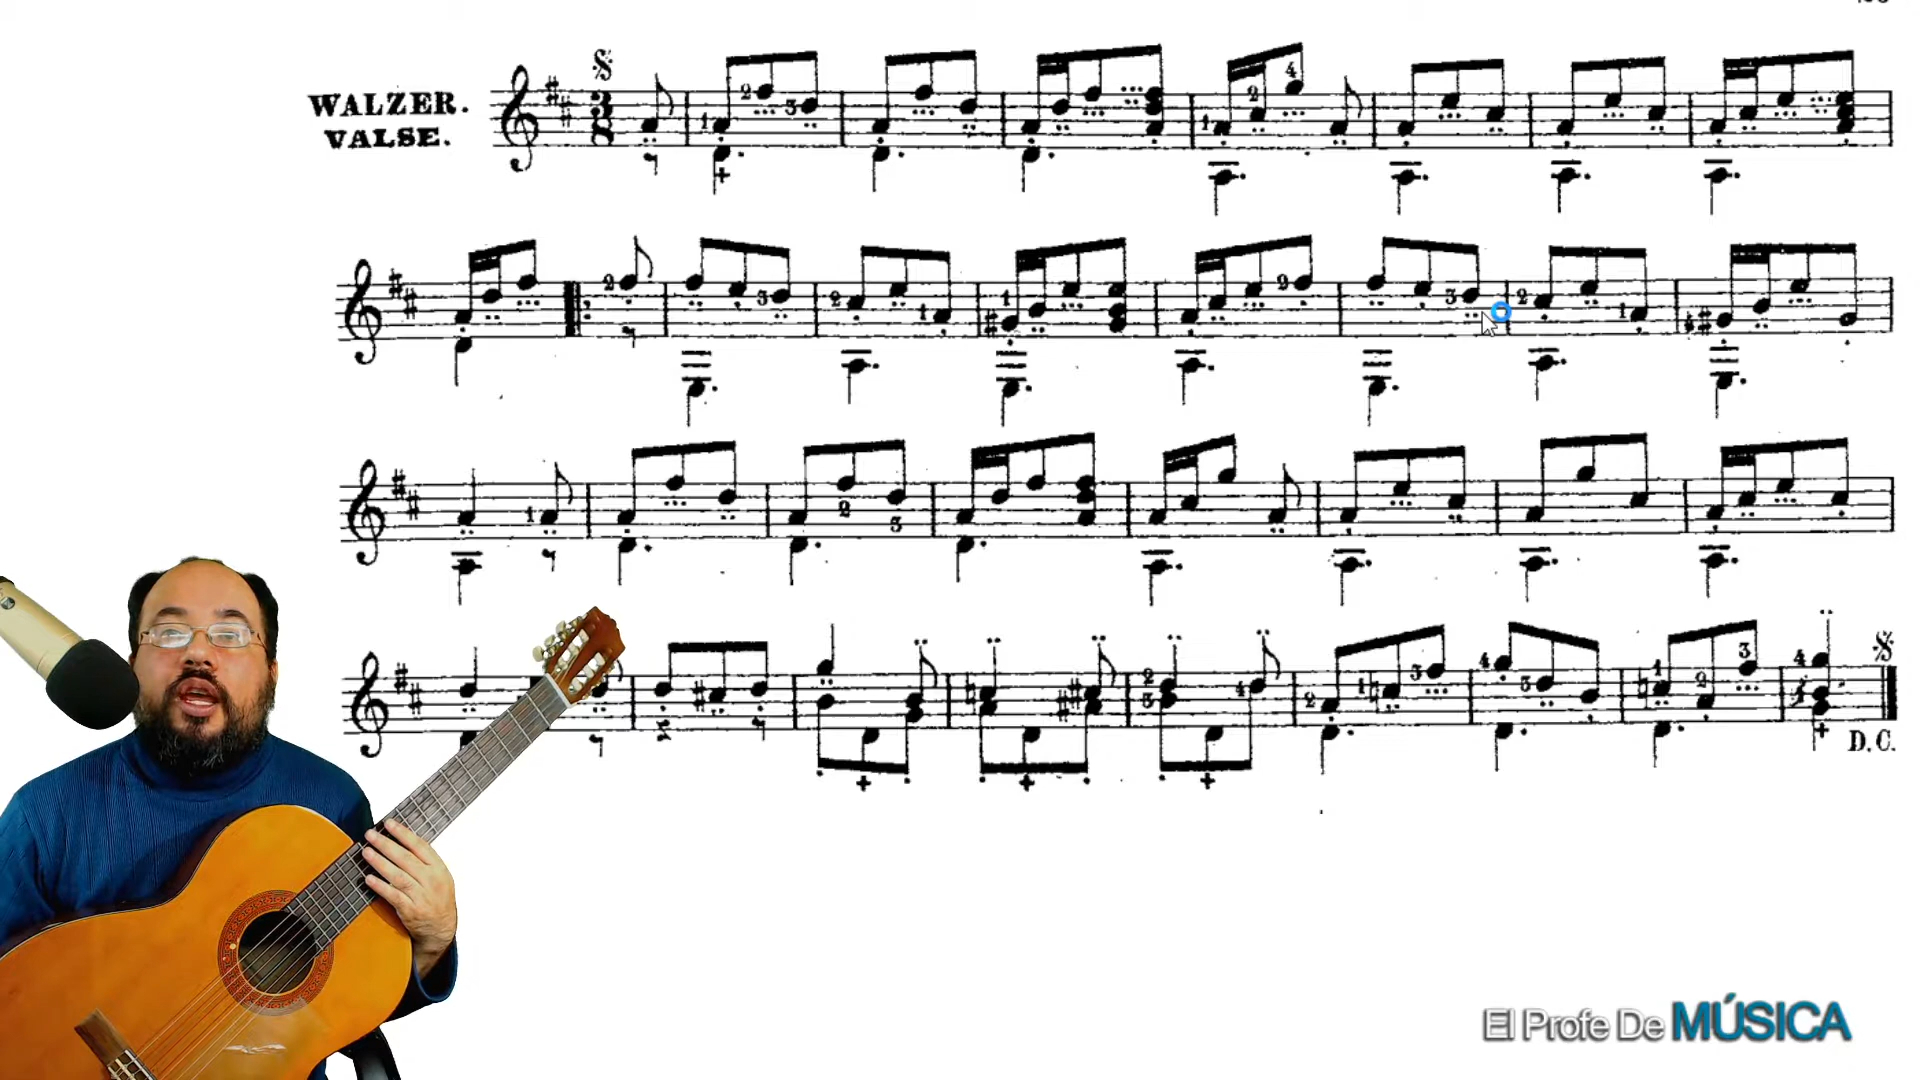 WALZER.
VALSE.
D.C.
El Profe De MÚSICA